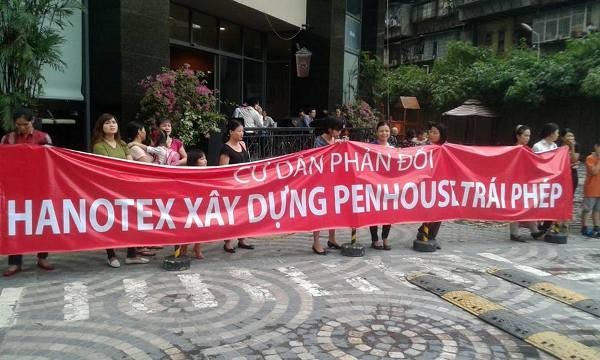 CƯ DÂN PHẢN ĐỐI
HANOTEX XÂY DỰNG PENHOUSE TRÁI PHÉP